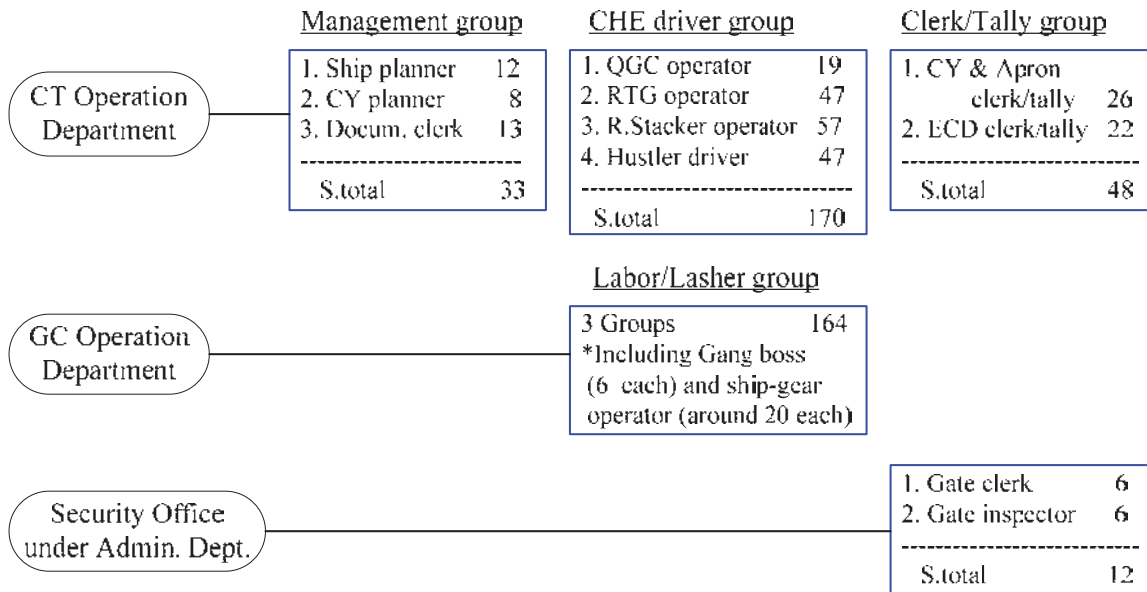 Management group
CHE driver group
Clerk/Tally group
CT Operation
Department
1. Ship planner 12
2. CY planner 8
3. Docum. clerk 13
S.total 33
1. QGC operator 19
2. RTG operator 47
3. R.Stacker operator 57
4. Hustler driver 47
S.total 170
1. CY & Apron
clerk/tally 26
2. ECD clerk/tally 22
S.total 48
Labor/Lasher group
GC Operation
Department
3 Groups 164
*Including Gang boss
(6 each) and ship-gear
operator (around 20 each)
Security Office
under Admin. Dept.
1. Gate clerk 6
2. Gate inspector 6
S.total 12